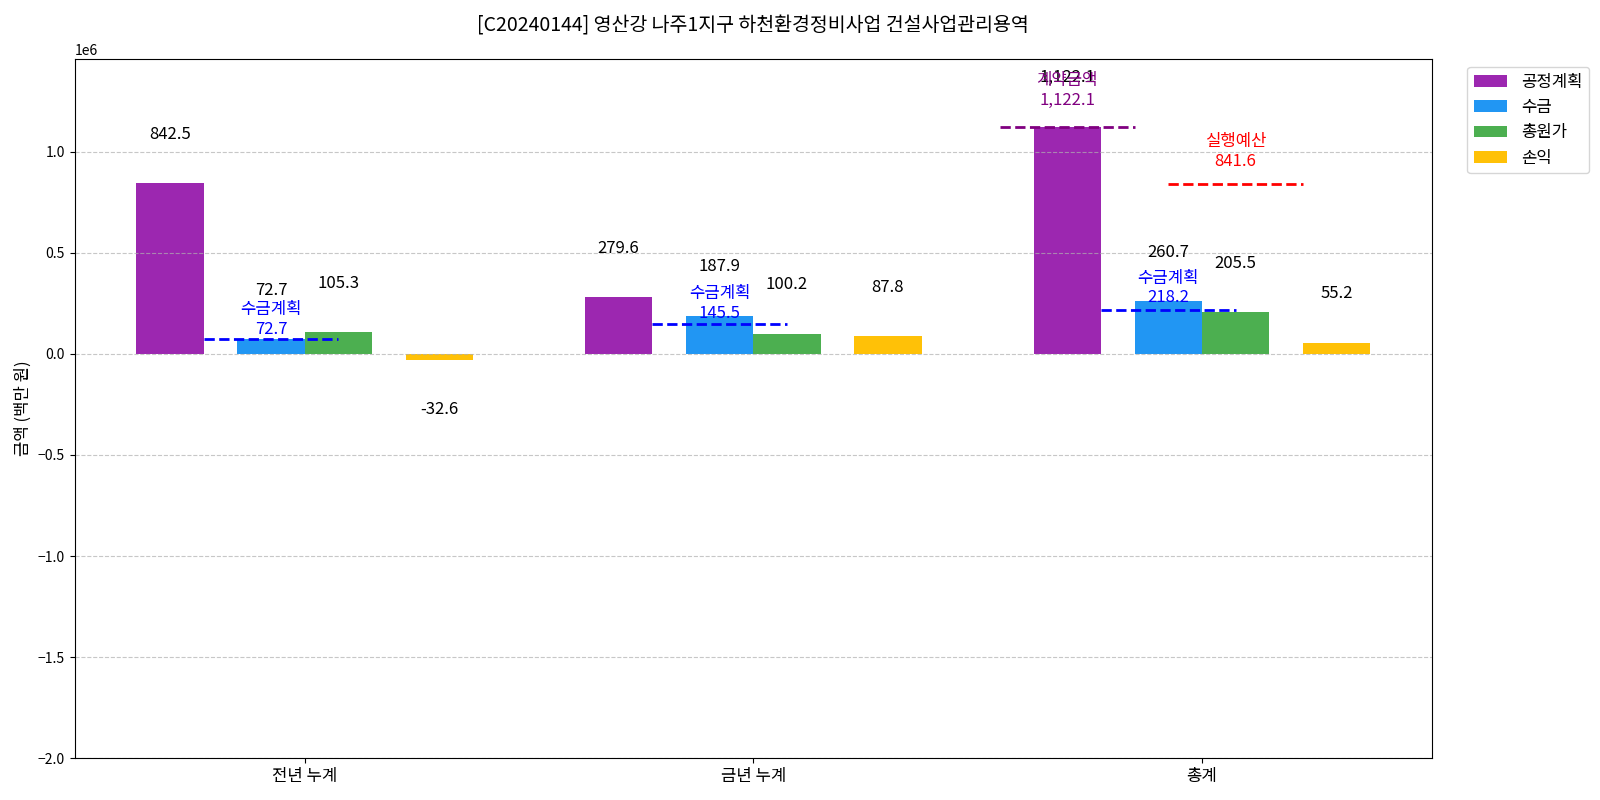 [C20240144] 영산강 나주1지구 하천환경정비사업 건설사업관리용역
1e6
공정계획
수금
총원가
손익
금액 (백만 원)
1.0
0.5
0.0
−0.5
−1.0
−1.5
−2.0
842.5
72.7
105.3
수금계획
72.7
-32.6
279.6
187.9
100.2
87.8
수금계획
145.5
1,122.1
계약금액
1,122.1
실행예산
841.6
260.7
205.5
55.2
수금계획
218.2
전년 누계
금년 누계
총계